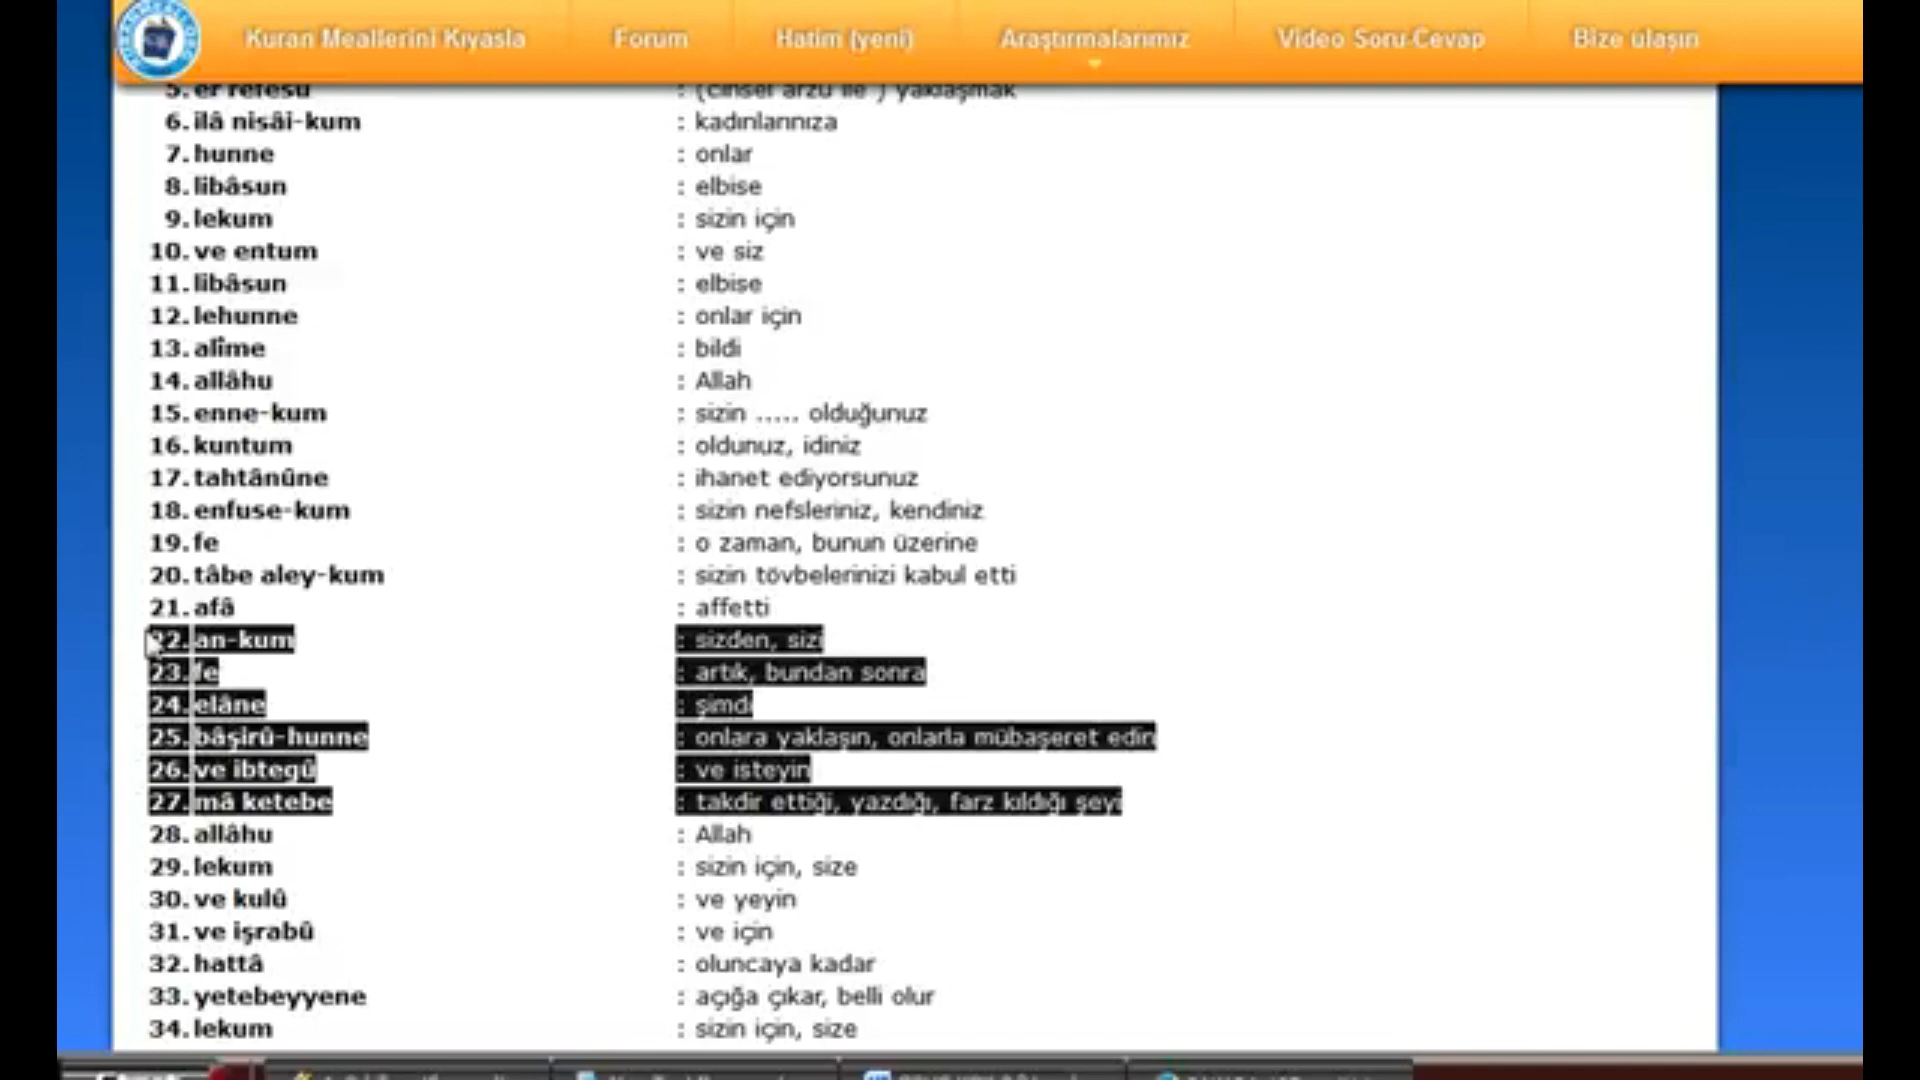 Kuran Meallerini Kıyasla Forum Hatim (yeni) Araştırmalarımız Video Soru-Cevap Bize ulaşın
5. er refesu : (cinsel arzu ile ) yaklaşmak
6. ilâ nisâi-kum : kadınlarınıza
7. hunne : onlar
8. libâsun : elbise
9. lekum : sizin için
10. ve entum : ve siz
11. libâsun : elbise
12. lehunne : onlar için
13. alîme : bildi
14. allâhu : Allah
15. enne-kum : sizin ..... olduğunuz
16. kuntum : oldunuz, idiniz
17. tahtânûne : ihanet ediyorsunuz
18. enfuse-kum : sizin nefsleriniz, kendiniz
19. fe : o zaman, bunun üzerine
20. tâbe aley-kum : sizin tövbelerinizi kabul etti
21. afâ : affetti
22. an-kum : sizden, sizi
23. fe : artık, bundan sonra
24. elâne : şimdi
25. bâşirû-hunne : onlara yaklaşın, onlarla mübaşeret edin
26. ve ibtegû : ve isteyin
27. mâ ketebe : takdir ettiği, yazdığı, farz kıldığı şeyi
28. allâhu : Allah
29. lekum : sizin için, size
30. ve kulû : ve yeyin
31. ve işrabû : ve için
32. hattâ : oluncaya kadar
33. yetebeyyene : açığa çıkar, belli olur
34. lekum : sizin için, size